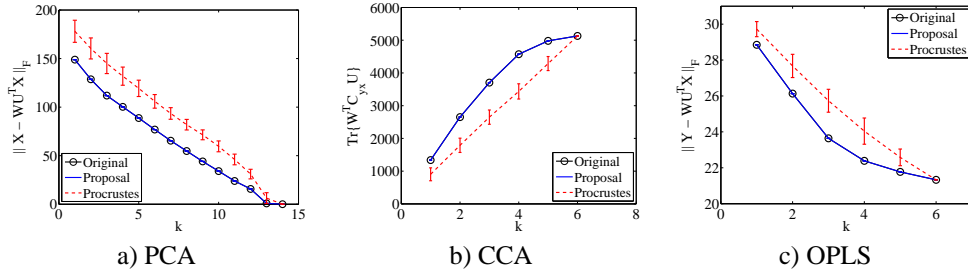 200
150
100
50
0
0
5
10
15
k
|| X − WU^T X ||_F
Original
Proposal
Procrustes
a) PCA
6000
5000
4000
3000
2000
1000
0
0
2
4
6
8
k
Tr{W^T C_yx U}
Original
Proposal
Procrustes
b) CCA
30
28
26
24
22
20
0
2
4
6
8
k
|| Y − WU^T X ||_F
Original
Proposal
Procrustes
c) OPLS